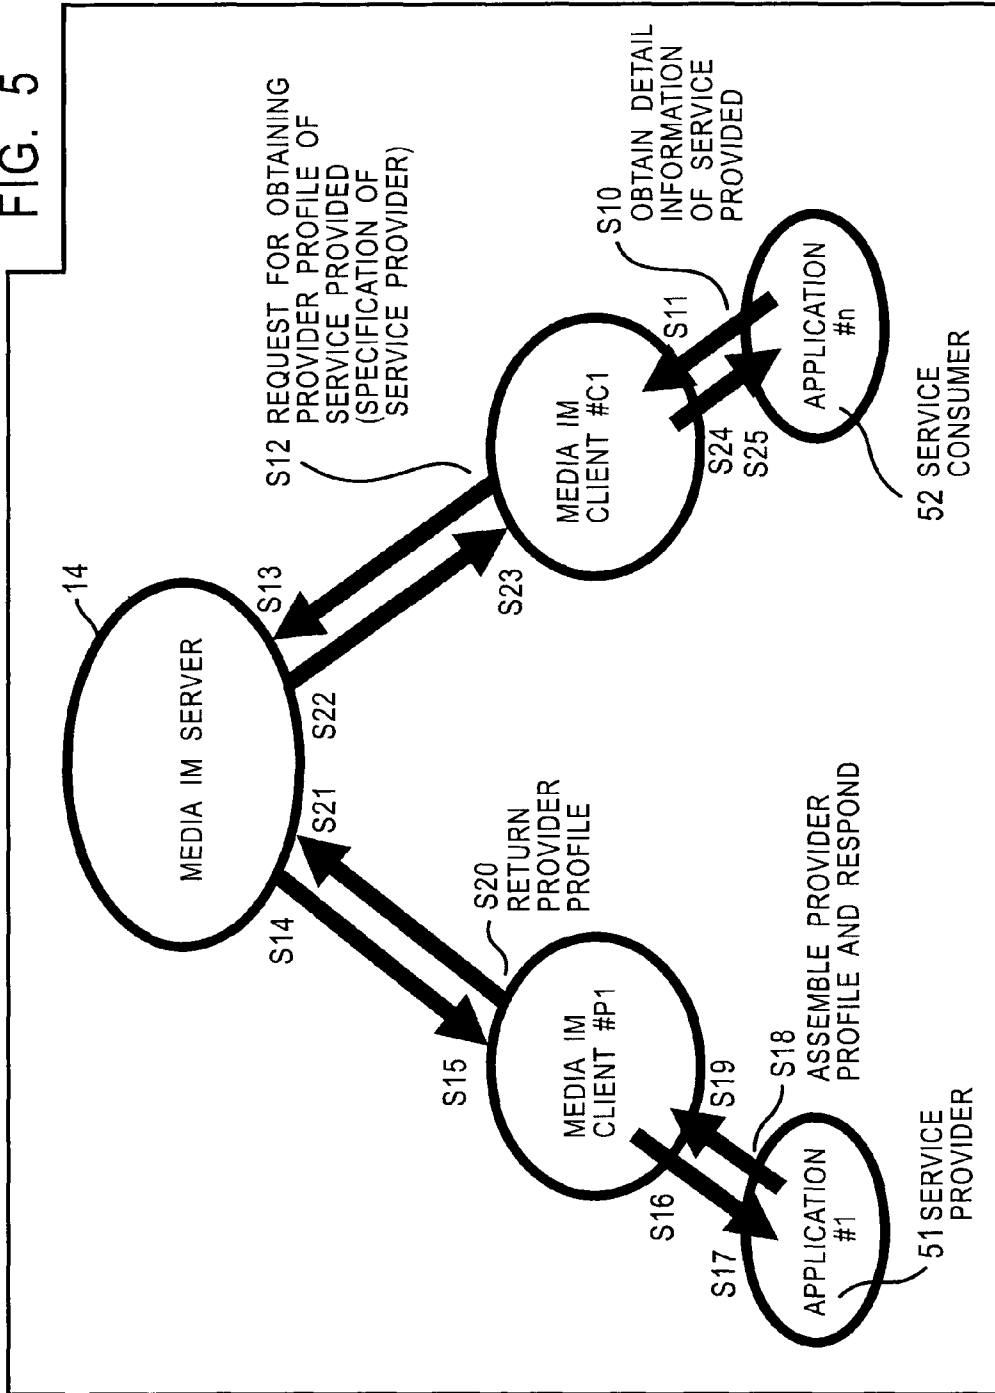 FIG. 5
14
MEDIA IM SERVER
S14
S21
S22
S13
S12 REQUEST FOR OBTAINING
PROVIDER PROFILE OF
SERVICE PROVIDED
(SPECIFICATION OF
SERVICE PROVIDER)
S15
S20
RETURN
PROVIDER
PROFILE
S23
MEDIA IM
CLIENT #P1
MEDIA IM
CLIENT #C1
S10
OBTAIN DETAIL
INFORMATION
OF SERVICE
PROVIDED
S11
S16
S19
S24
S25
S17
S18
ASSEMBLE PROVIDER
PROFILE AND RESPOND
APPLICATION
#1
APPLICATION
#n
51 SERVICE
PROVIDER
52 SERVICE
CONSUMER